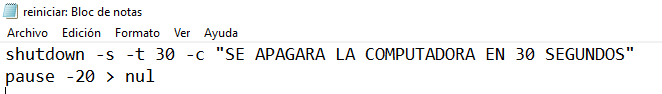 reiniciar: Bloc de notas
Archivo Edición Formato Ver Ayuda
shutdown -s -t 30 -c "SE APAGARA LA COMPUTADORA EN 30 SEGUNDOS"
pause -20 > nul